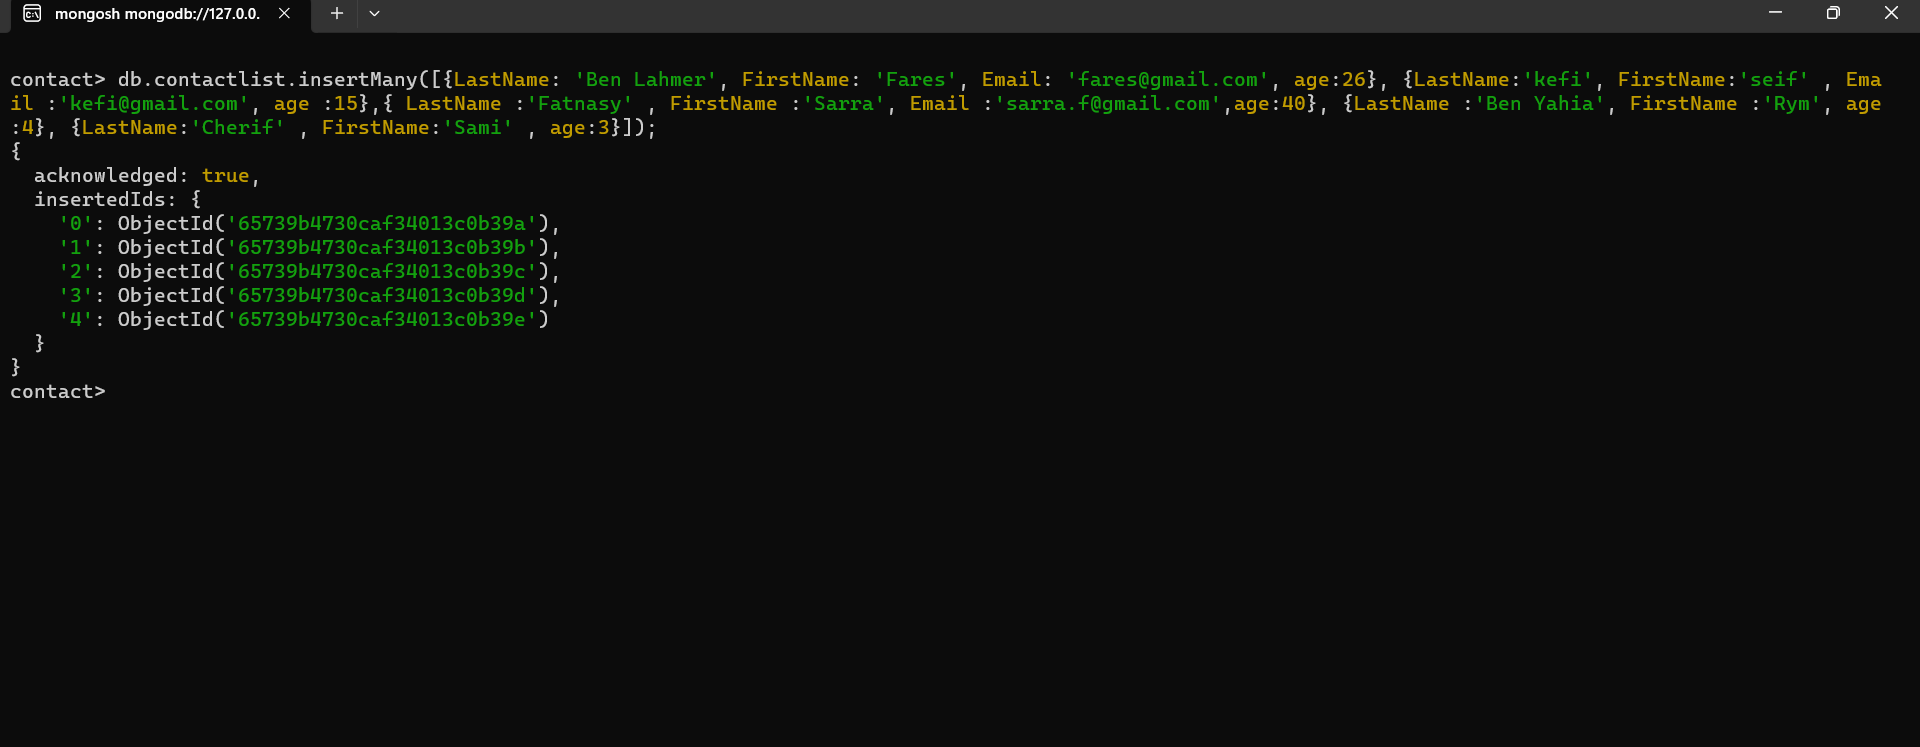 mongosh mongodb://127.0.0.
contact> db.contactlist.insertMany([{LastName: 'Ben Lahmer', FirstName: 'Fares', Email: 'fares@gmail.com', age:26}, {LastName:'kefi', FirstName:'seif' , Ema
il :'kefi@gmail.com', age :15},{ LastName :'Fatnasy' , FirstName :'Sarra', Email :'sarra.f@gmail.com',age:40}, {LastName :'Ben Yahia', FirstName :'Rym', age
:4}, {LastName:'Cherif' , FirstName:'Sami' , age:3}]);
{
  acknowledged: true,
  insertedIds: {
    '0': ObjectId('65739b4730caf34013c0b39a'),
    '1': ObjectId('65739b4730caf34013c0b39b'),
    '2': ObjectId('65739b4730caf34013c0b39c'),
    '3': ObjectId('65739b4730caf34013c0b39d'),
    '4': ObjectId('65739b4730caf34013c0b39e')
  }
}
contact>